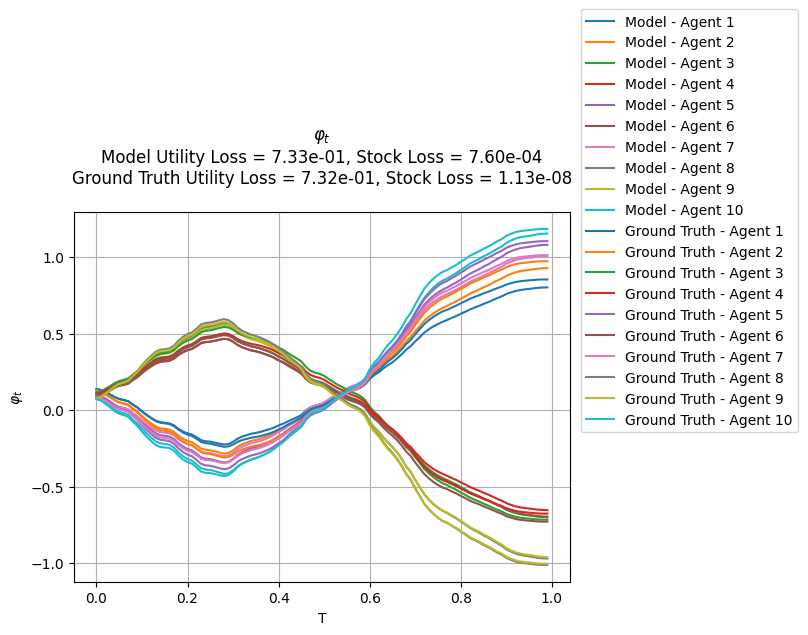 φt
Model Utility Loss = 7.33e-01, Stock Loss = 7.60e-04
Ground Truth Utility Loss = 7.32e-01, Stock Loss = 1.13e-08
Model - Agent 1
Model - Agent 2
Model - Agent 3
Model - Agent 4
Model - Agent 5
Model - Agent 6
Model - Agent 7
Model - Agent 8
Model - Agent 9
Model - Agent 10
Ground Truth - Agent 1
Ground Truth - Agent 2
Ground Truth - Agent 3
Ground Truth - Agent 4
Ground Truth - Agent 5
Ground Truth - Agent 6
Ground Truth - Agent 7
Ground Truth - Agent 8
Ground Truth - Agent 9
Ground Truth - Agent 10
φt
1.0
0.5
0.0
−0.5
−1.0
0.0 0.2 0.4 0.6 0.8 1.0
T